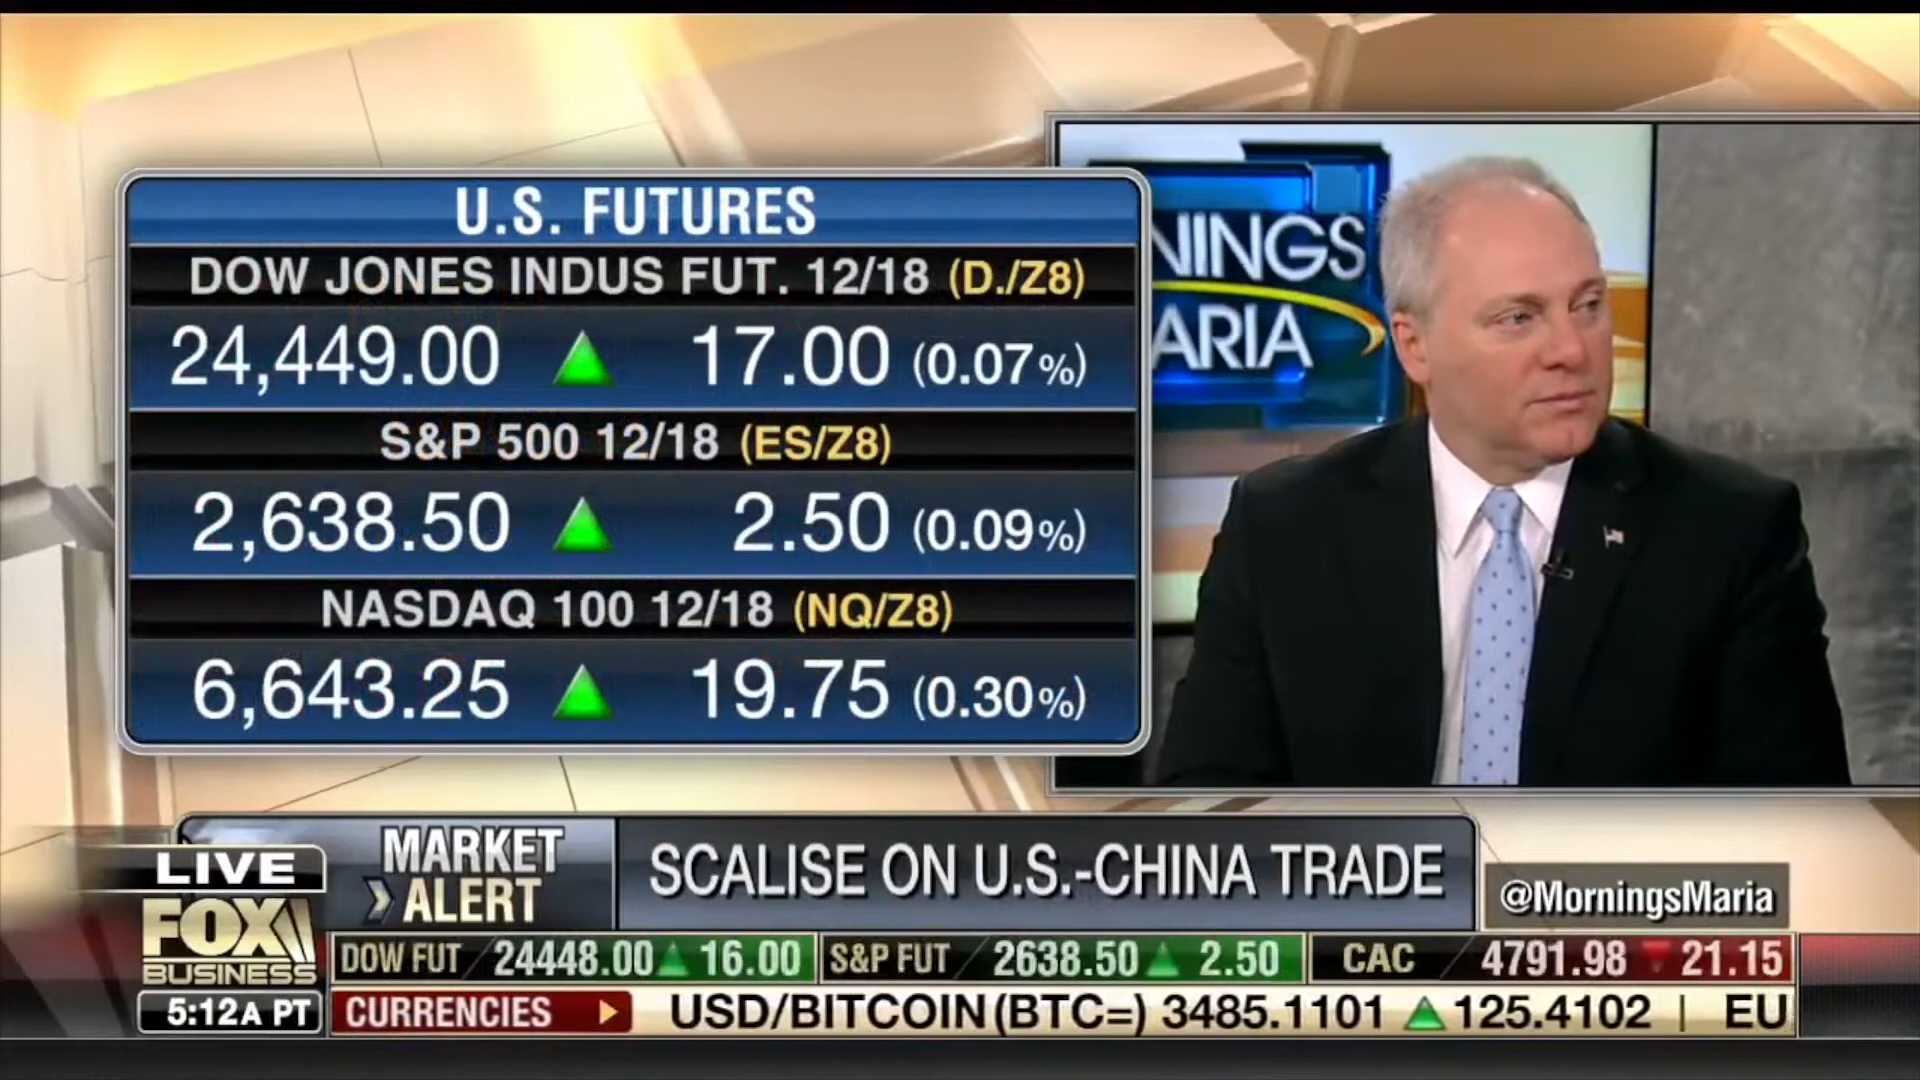 U.S. FUTURES
DOW JONES INDUS FUT. 12/18 (D./Z8)
24,449.00 ▲ 17.00 (0.07%)
S&P 500 12/18 (ES/Z8)
2,638.50 ▲ 2.50 (0.09%)
NASDAQ 100 12/18 (NQ/Z8)
6,643.25 ▲ 19.75 (0.30%)
NINGS
ARIA
MARKET
ALERT
SCALISE ON U.S.-CHINA TRADE
@MorningsMaria
LIVE
FOX
BUSINESS
5:12A PT
DOW FUT 24448.00 ▲ 16.00 S&P FUT 2638.50 ▲ 2.50 CAC 4791.98 ▼ 21.15
CURRENCIES USD/BITCOIN (BTC=) 3485.1101 ▲ 125.4102 | EU